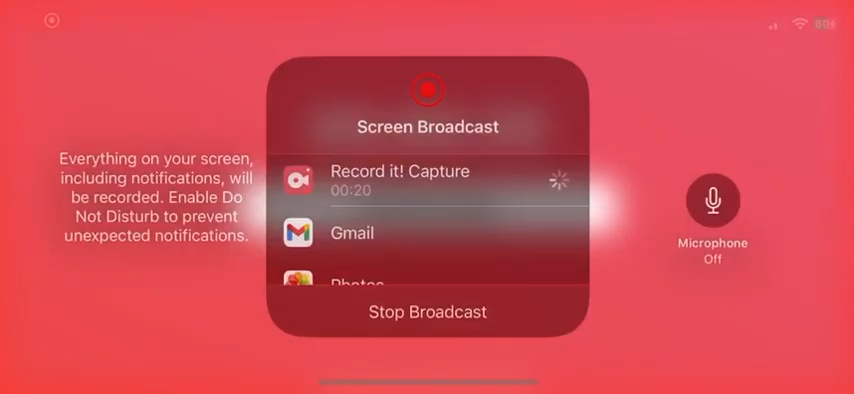 Screen Broadcast
Everything on your screen,
including notifications, will
be recorded. Enable Do
Not Disturb to prevent
unexpected notifications.
Record it! Capture
00:20
Gmail
Photos
Stop Broadcast
Microphone
Off